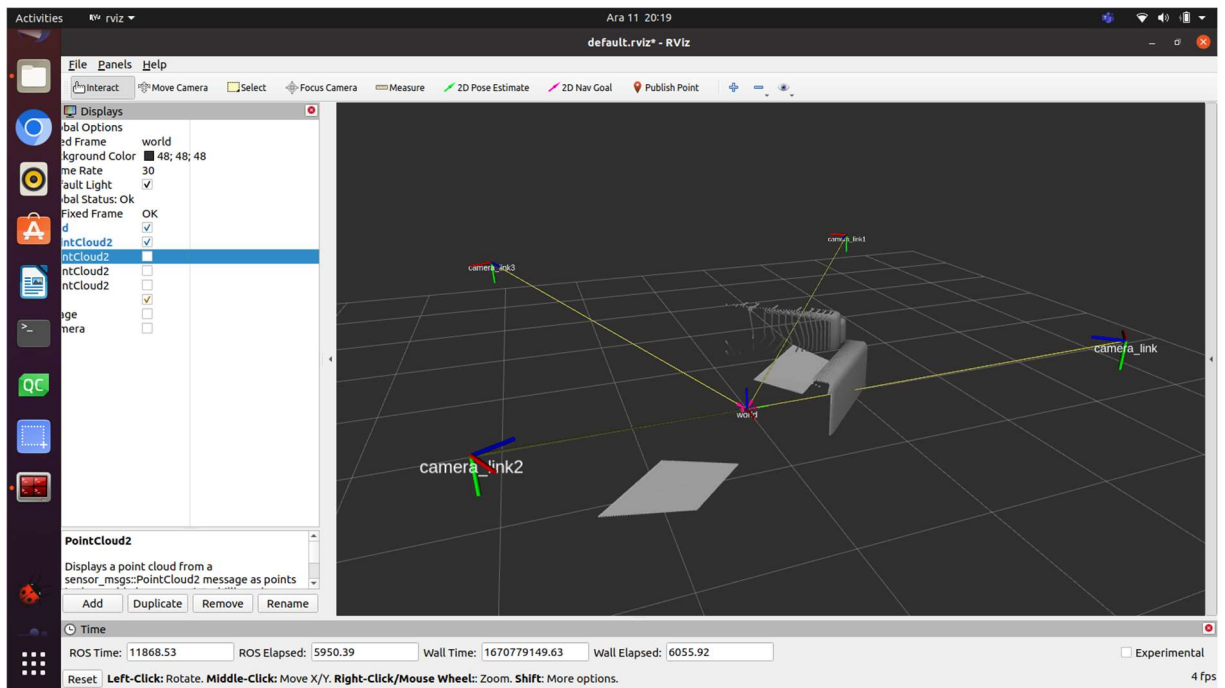 Activities rviz Ara 11 20:19
default.rviz* - RViz
File Panels Help
Interact Move Camera Select Focus Camera Measure 2D Pose Estimate 2D Nav Goal Publish Point
Displays
bal Options
ed Frame world
kground Color 48; 48; 48
me Rate 30
fault Light
bal Status: Ok
Fixed Frame OK
d
intCloud2
intCloud2
ntCloud2
ntCloud2
age
mera
camera_link1
camera_link3
camera_link
world
camera_link2
PointCloud2
Displays a point cloud from a
sensor_msgs::PointCloud2 message as points
Add Duplicate Remove Rename
Time
ROS Time: 11868.53 ROS Elapsed: 5950.39 Wall Time: 1670779149.63 Wall Elapsed: 6055.92 Experimental
Reset Left-Click: Rotate. Middle-Click: Move X/Y. Right-Click/Mouse Wheel:: Zoom. Shift: More options. 4 fps
QC